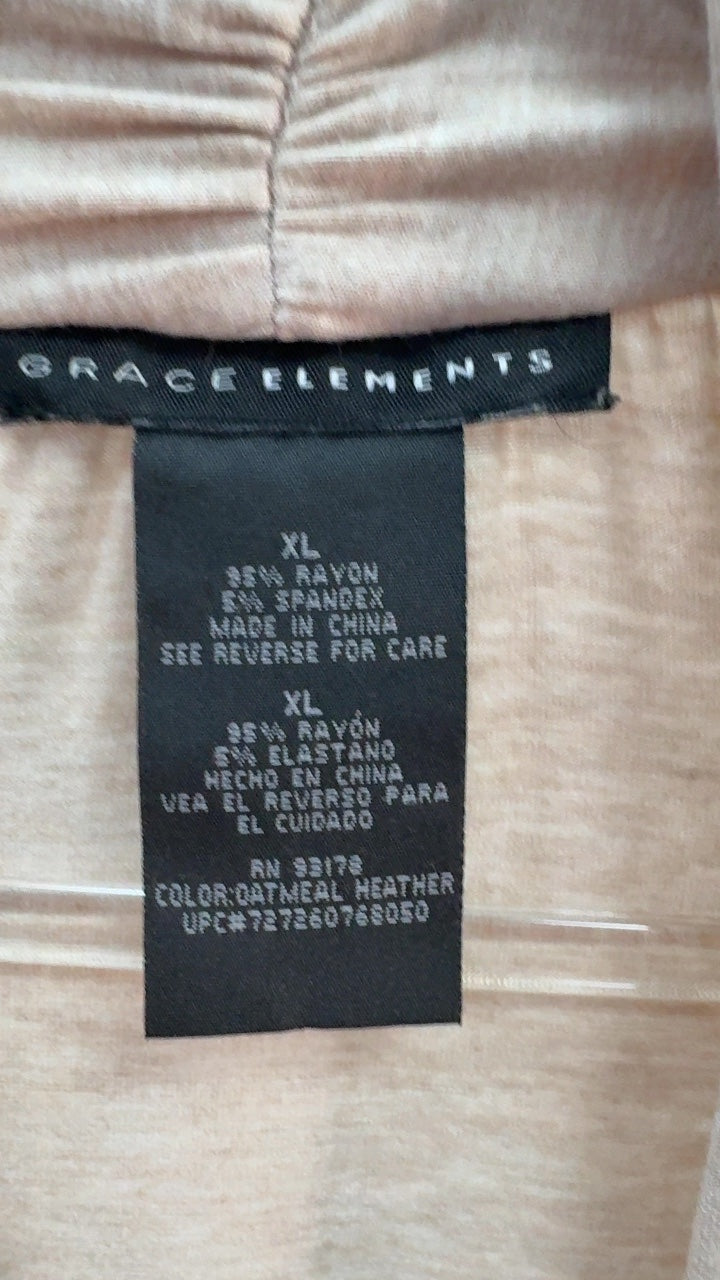 GRACE ELEMENTS
XL
95% RAYON
5% SPANDEX
MADE IN CHINA
SEE REVERSE FOR CARE
XL
95% RAYÓN
5% ELASTANO
HECHO EN CHINA
VEA EL REVERSO PARA
EL CUIDADO
RN 93178
COLOR:OATMEAL HEATHER
UPC#727260768050